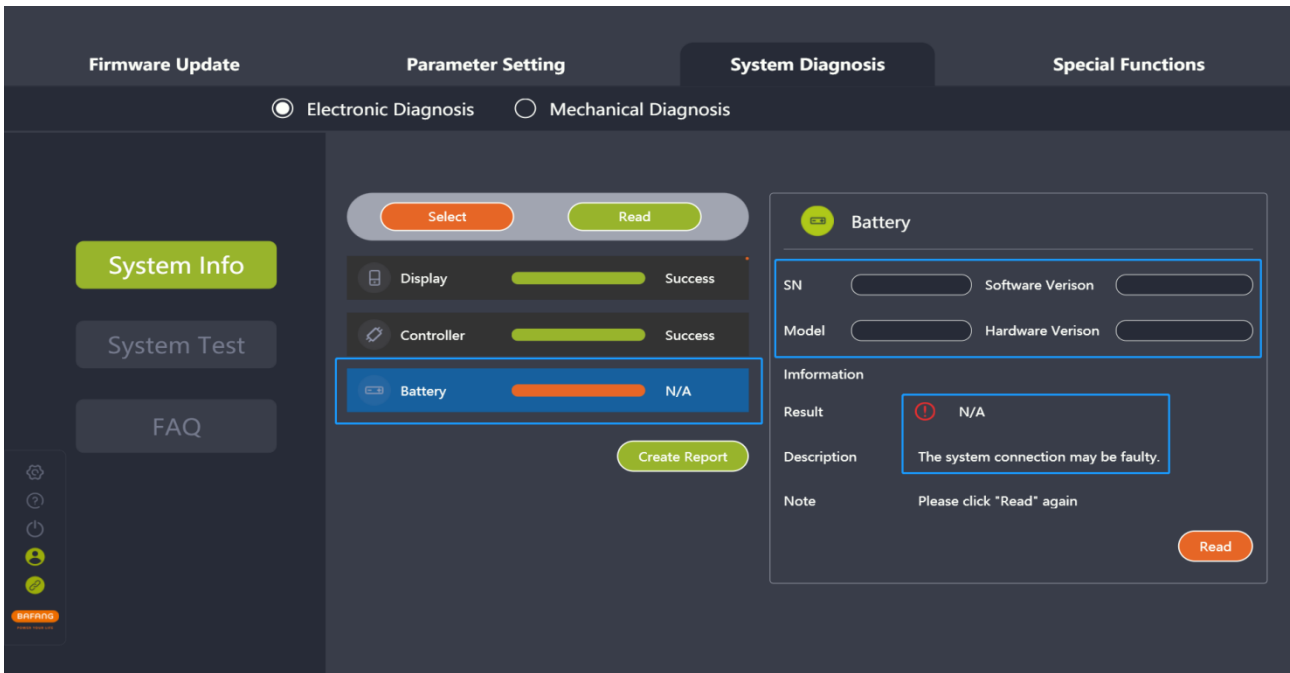 Firmware Update Parameter Setting System Diagnosis Special Functions
Electronic Diagnosis Mechanical Diagnosis
System Info
System Test
FAQ
BAFANG
Select Read
Display Success
Controller Success
Battery N/A
Create Report
Battery
SN Software Verison
Model Hardware Verison
Imformation
Result N/A
Description The system connection may be faulty.
Note Please click "Read" again
Read